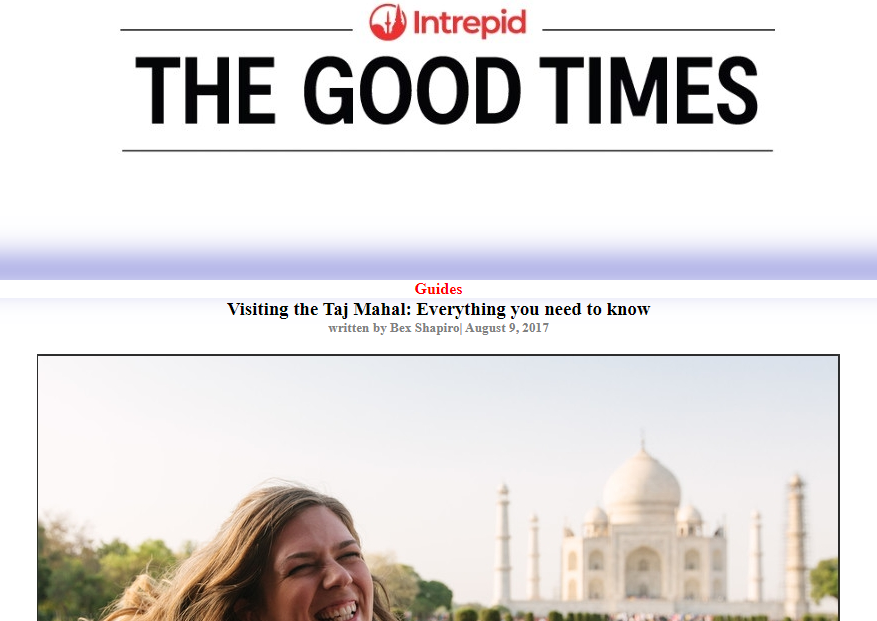 Intrepid
THE GOOD TIMES
Guides
Visiting the Taj Mahal: Everything you need to know
written by Bex Shapiro| August 9, 2017